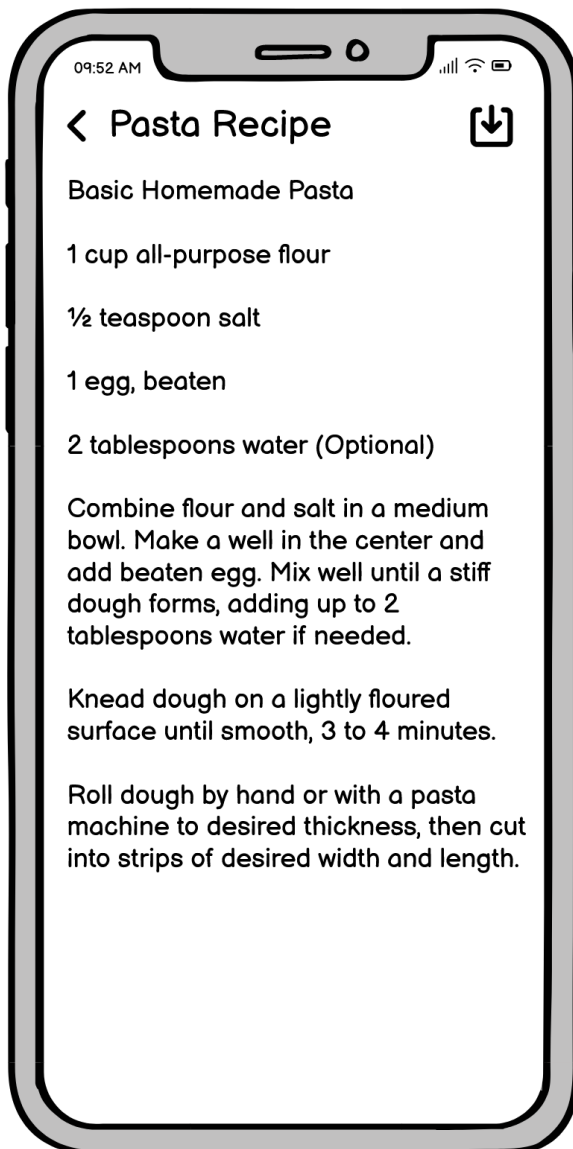 09:52 AM
Pasta Recipe
Basic Homemade Pasta
1 cup all-purpose flour
½ teaspoon salt
1 egg, beaten
2 tablespoons water (Optional)
Combine flour and salt in a medium
bowl. Make a well in the center and
add beaten egg. Mix well until a stiff
dough forms, adding up to 2
tablespoons water if needed.
Knead dough on a lightly floured
surface until smooth, 3 to 4 minutes.
Roll dough by hand or with a pasta
machine to desired thickness, then cut
into strips of desired width and length.